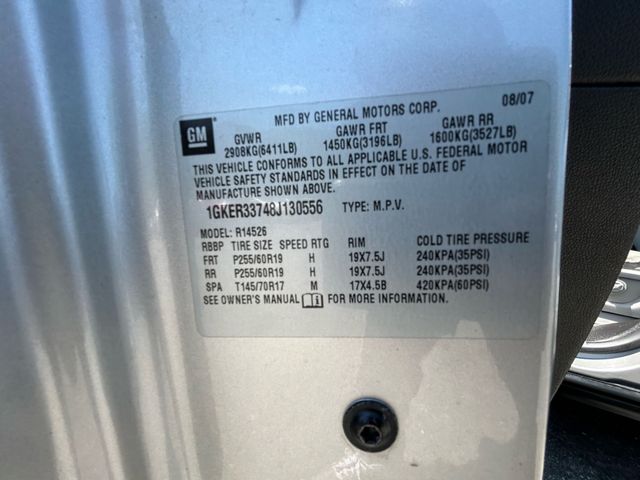 MFD BY GENERAL MOTORS CORP. 08/07
GM
GVWR GAWR FRT GAWR RR
2908KG(6411LB) 1450KG(3196LB) 1600KG(3527LB)
THIS VEHICLE CONFORMS TO ALL APPLICABLE U.S. FEDERAL MOTOR
VEHICLE SAFETY STANDARDS IN EFFECT ON THE DATE OF
MANUFACTURE SHOWN ABOVE.
1GKER33748J130556 TYPE: M.P.V.
MODEL: R14526
RBBP TIRE SIZE SPEED RTG RIM COLD TIRE PRESSURE
FRT P255/60R19 H 19X7.5J 240KPA(35PSI)
RR P255/60R19 H 19X7.5J 240KPA(35PSI)
SPA T145/70R17 M 17X4.5B 420KPA(60PSI)
SEE OWNER'S MANUAL FOR MORE INFORMATION.